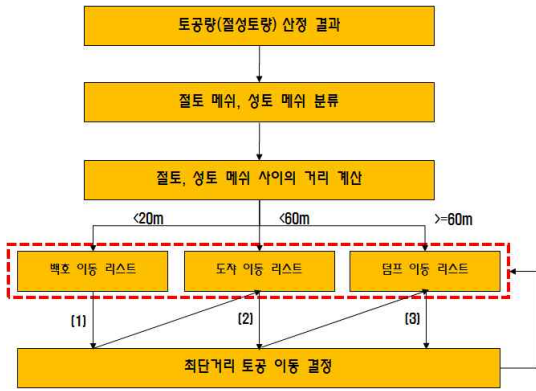 토공량(절성토량) 산정 결과
절토 메쉬, 성토 메쉬 분류
절토, 성토 메쉬 사이의 거리 계산
<20m <60m >=60m
백호 이동 리스트 도쟈 이동 리스트 덤프 이동 리스트
(1) (2) (3)
최단거리 토공 이동 결정